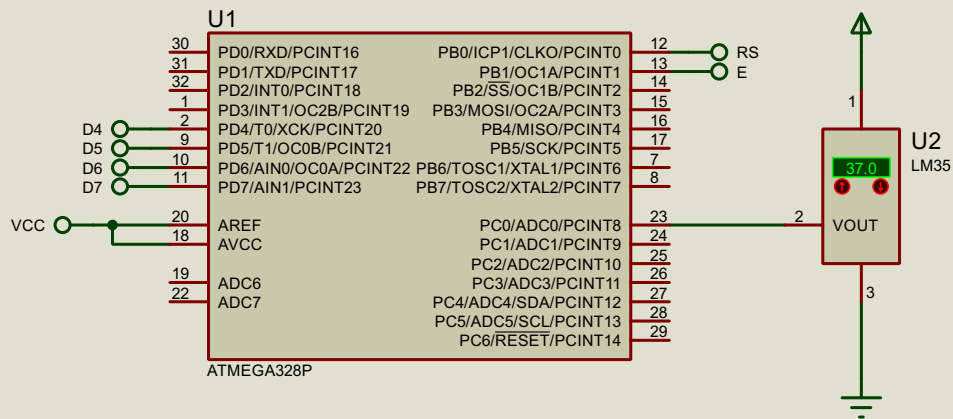 U1
30 PD0/RXD/PCINT16 PB0/ICP1/CLKO/PCINT0 12 RS
31 PD1/TXD/PCINT17 PB1/OC1A/PCINT1 13 E
32 PD2/INT0/PCINT18 PB2/SS/OC1B/PCINT2 14
1 PD3/INT1/OC2B/PCINT19 PB3/MOSI/OC2A/PCINT3 15
D4 2 PD4/T0/XCK/PCINT20 PB4/MISO/PCINT4 16
D5 9 PD5/T1/OC0B/PCINT21 PB5/SCK/PCINT5 17
D6 10 PD6/AIN0/OC0A/PCINT22 PB6/TOSC1/XTAL1/PCINT6 7
D7 11 PD7/AIN1/PCINT23 PB7/TOSC2/XTAL2/PCINT7 8
VCC 20 AREF PC0/ADC0/PCINT8 23
18 AVCC PC1/ADC1/PCINT9 24
PC2/ADC2/PCINT10 25
19 ADC6 PC3/ADC3/PCINT11 26
22 ADC7 PC4/ADC4/SDA/PCINT12 27
PC5/ADC5/SCL/PCINT13 28
PC6/RESET/PCINT14 29
ATMEGA328P
1
U2
LM35
37.0
2 VOUT
3